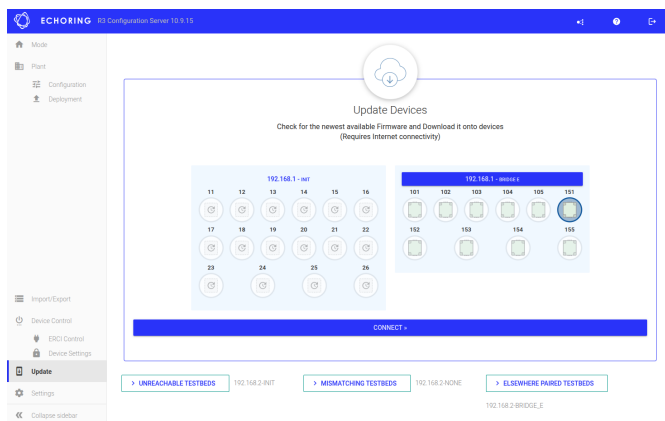 ECHORING R3 Configuration Server 10.9.15
Mode
Plant
Configuration
Deployment
Update Devices
Check for the newest available Firmware and Download it onto devices
(Requires Internet connectivity)
192.168.1 - INIT
11 12 13 14 15 16
17 18 19 20 21 22
23 24 25 26
192.168.1 - BRIDGE E
101 102 103 104 105 151
152 153 154 155
CONNECT »
Import/Export
Device Control
ERCI Control
Device Settings
Update
Settings
Collapse sidebar
> UNREACHABLE TESTBEDS 192.168.2-INIT > MISMATCHING TESTBEDS 192.168.2-NONE > ELSEWHERE PAIRED TESTBEDS
192.168.2-BRIDGE_E